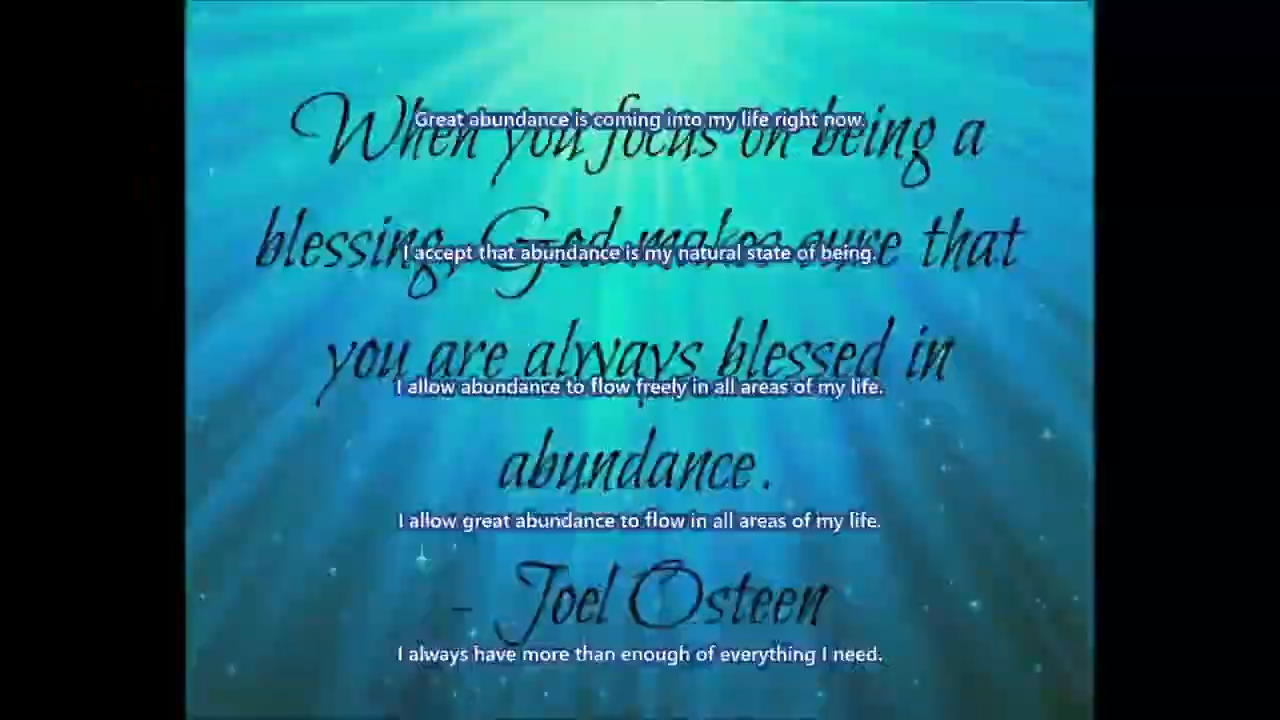 Great abundance is coming into my life right now.
When you focus on being a
blessing, God makes sure that
I accept that abundance is my natural state of being.
you are always blessed in
I allow abundance to flow freely in all areas of my life.
abundance.
I allow great abundance to flow in all areas of my life.
- Joel Osteen
I always have more than enough of everything I need.